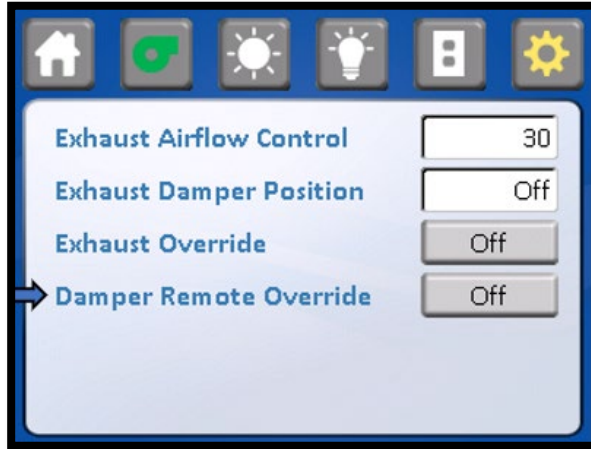 Exhaust Airflow Control 30
Exhaust Damper Position Off
Exhaust Override Off
Damper Remote Override Off